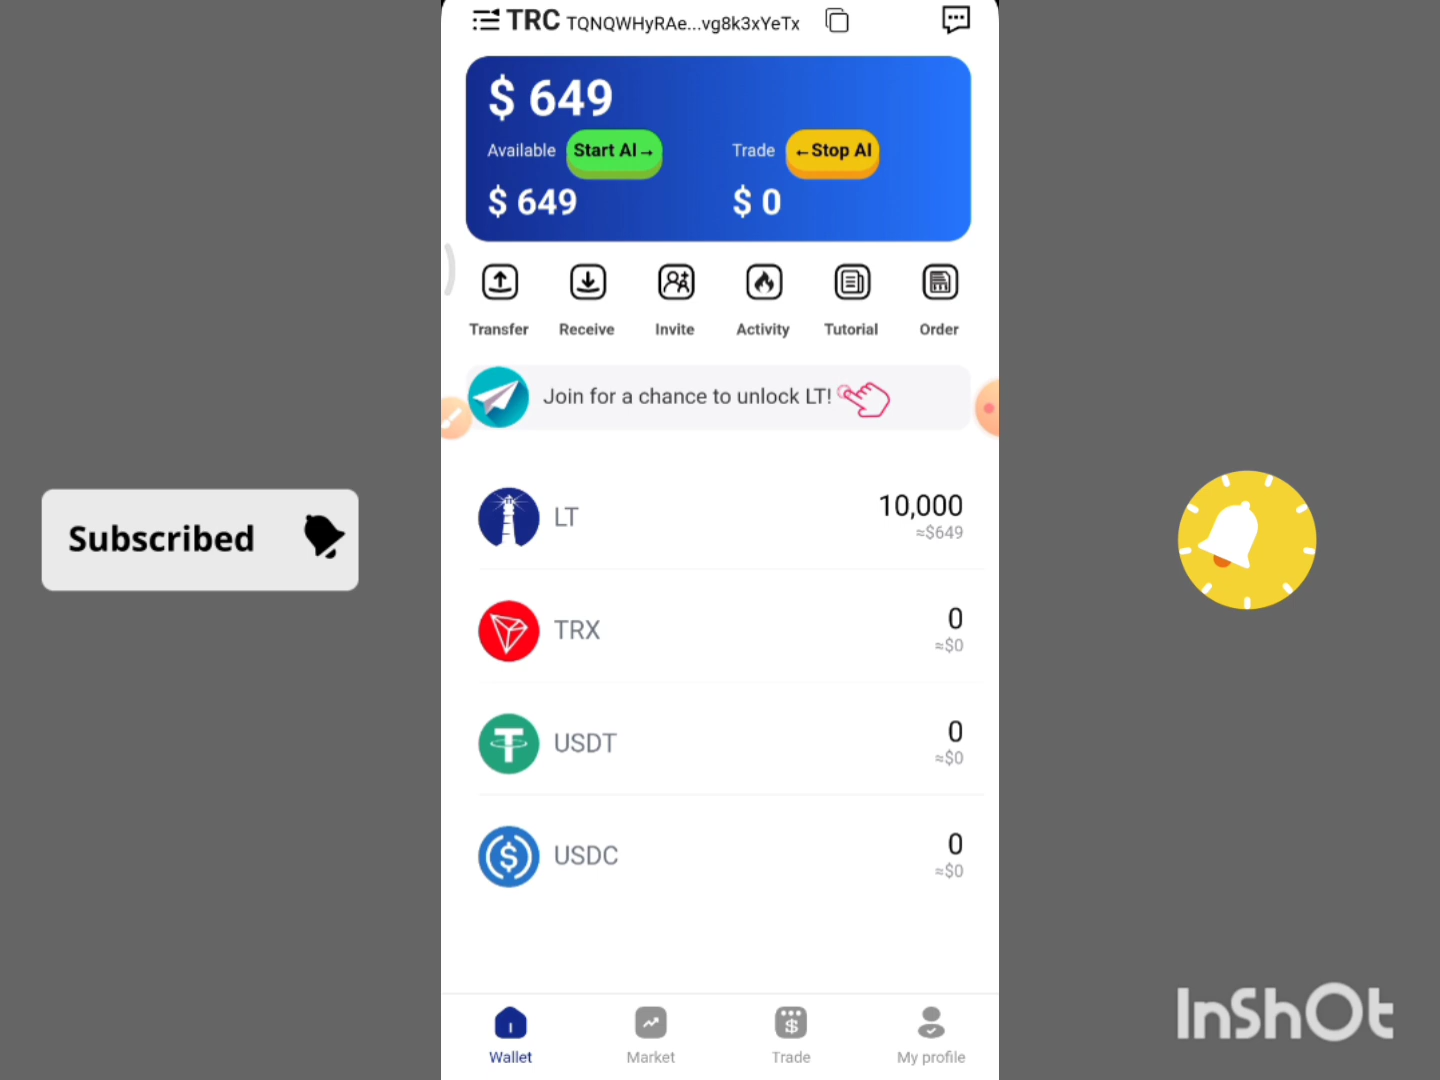 TRC TQNQWHyRAe...vg8k3xYeTx
$ 649
Available Start AI→ Trade ←Stop AI
$ 649 $ 0
Transfer Receive Invite Activity Tutorial Order
Join for a chance to unlock LT!
LT 10,000
≈$649
Subscribed
TRX 0
≈$0
USDT 0
≈$0
USDC 0
≈$0
InShOt
Wallet Market Trade My profile